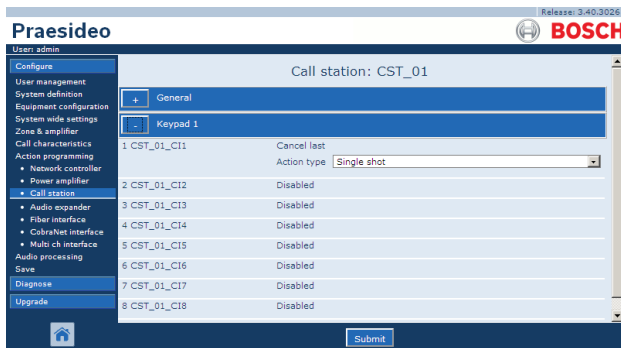 Release: 3.40.3026
Praesideo
BOSCH
User: admin
Configure
User management
System definition
Equipment configuration
System wide settings
Zone & amplifier
Call characteristics
Action programming
• Network controller
• Power amplifier
• Call station
• Audio expander
• Fiber interface
• CobraNet interface
• Multi ch interface
Audio processing
Save
Diagnose
Upgrade
Call station: CST_01
+ General
- Keypad 1
1 CST_01_CI1 Cancel last
Action type Single shot
2 CST_01_CI2 Disabled
3 CST_01_CI3 Disabled
4 CST_01_CI4 Disabled
5 CST_01_CI5 Disabled
6 CST_01_CI6 Disabled
7 CST_01_CI7 Disabled
8 CST_01_CI8 Disabled
Submit